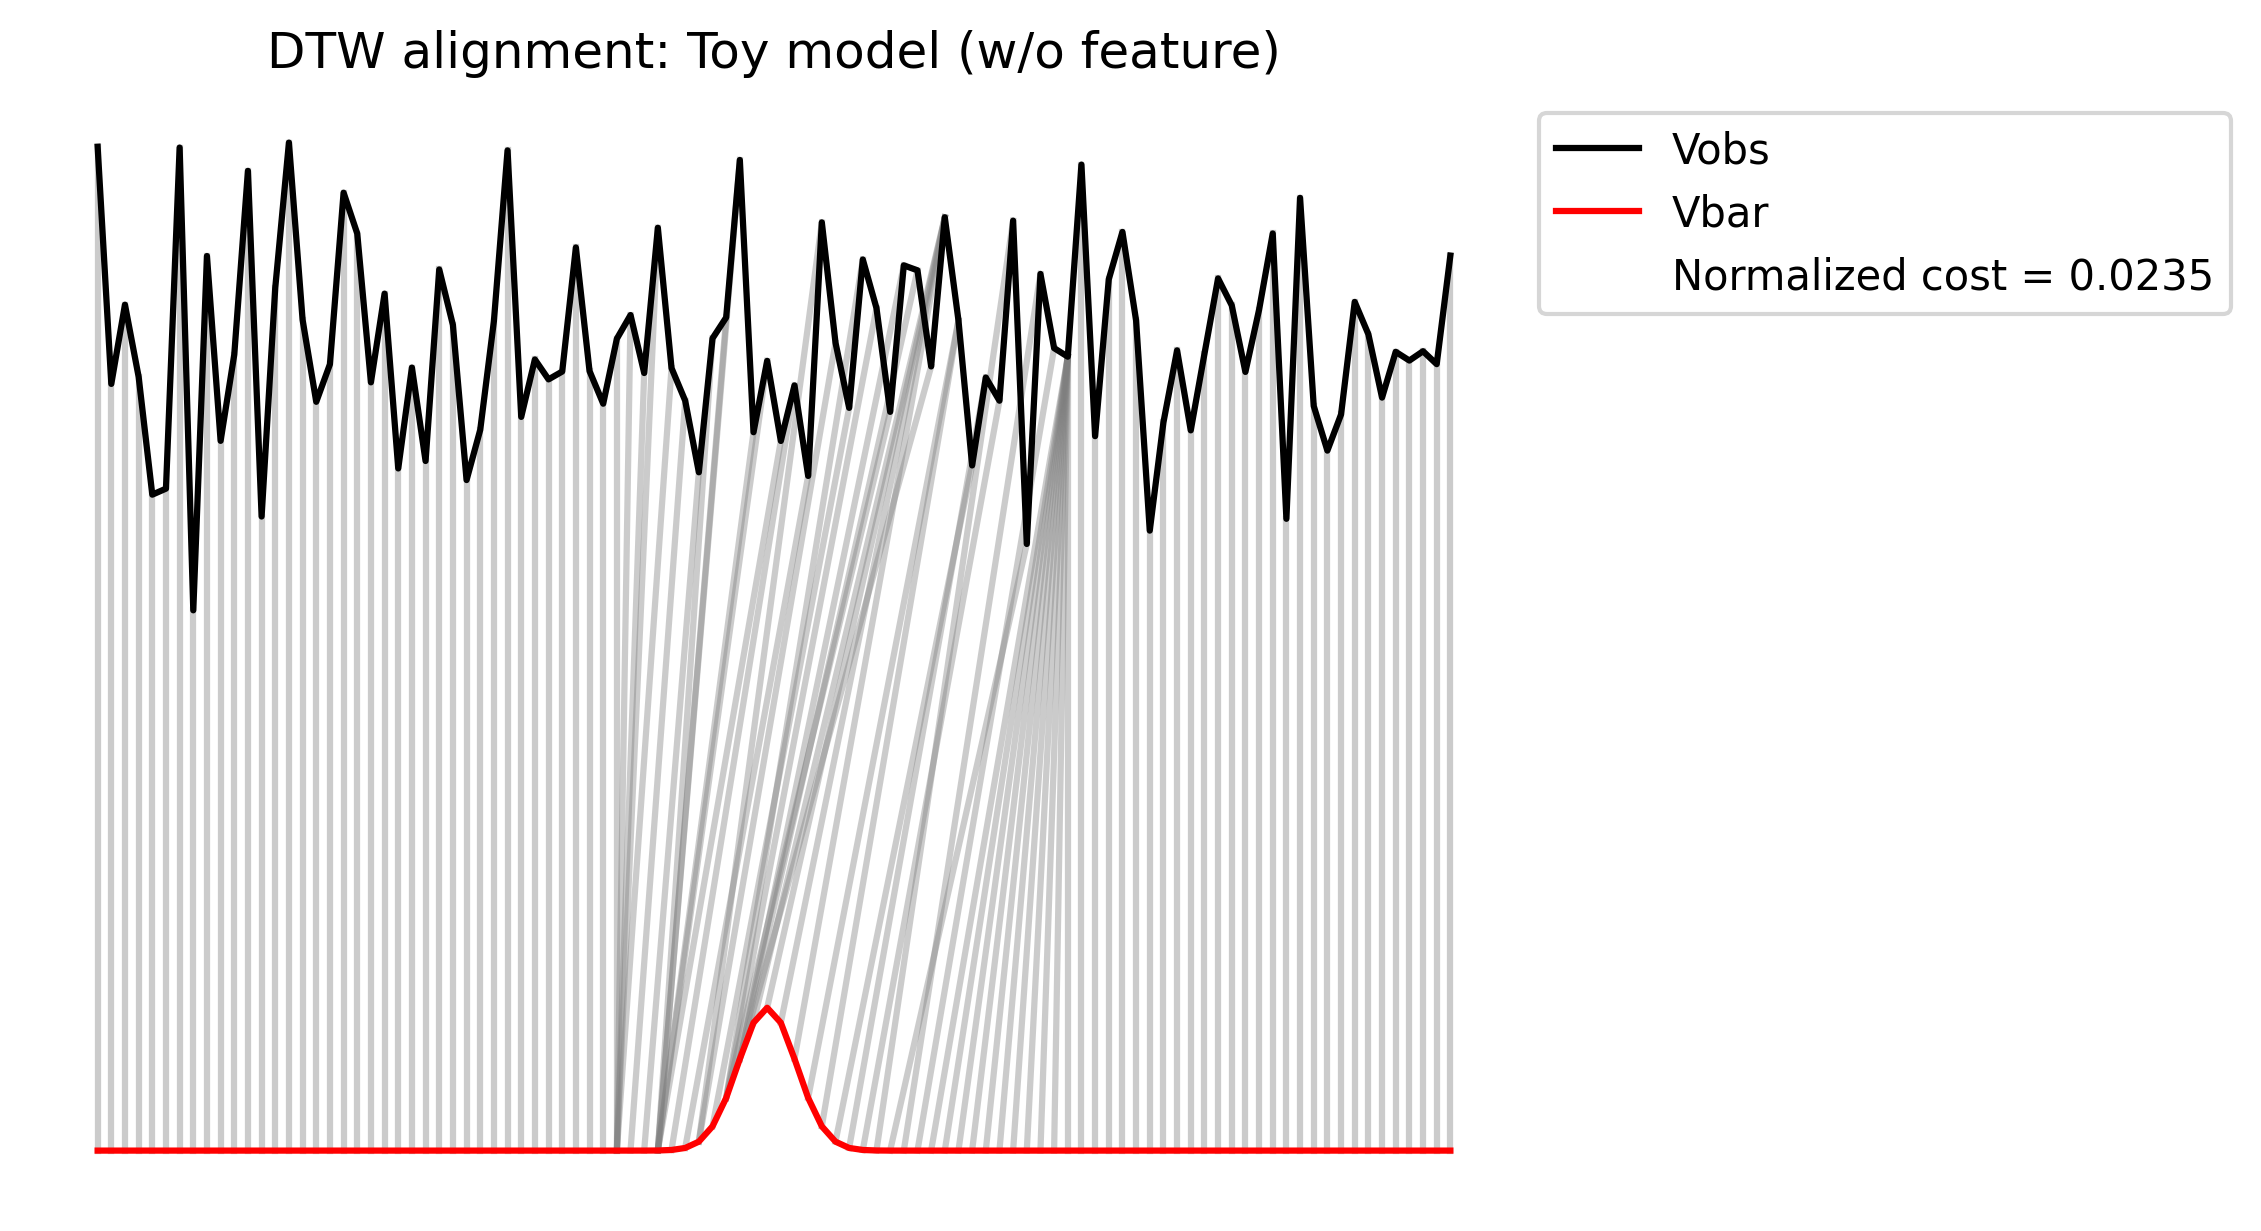 DTW alignment: Toy model (w/o feature)
Vobs
Vbar
Normalized cost = 0.0235